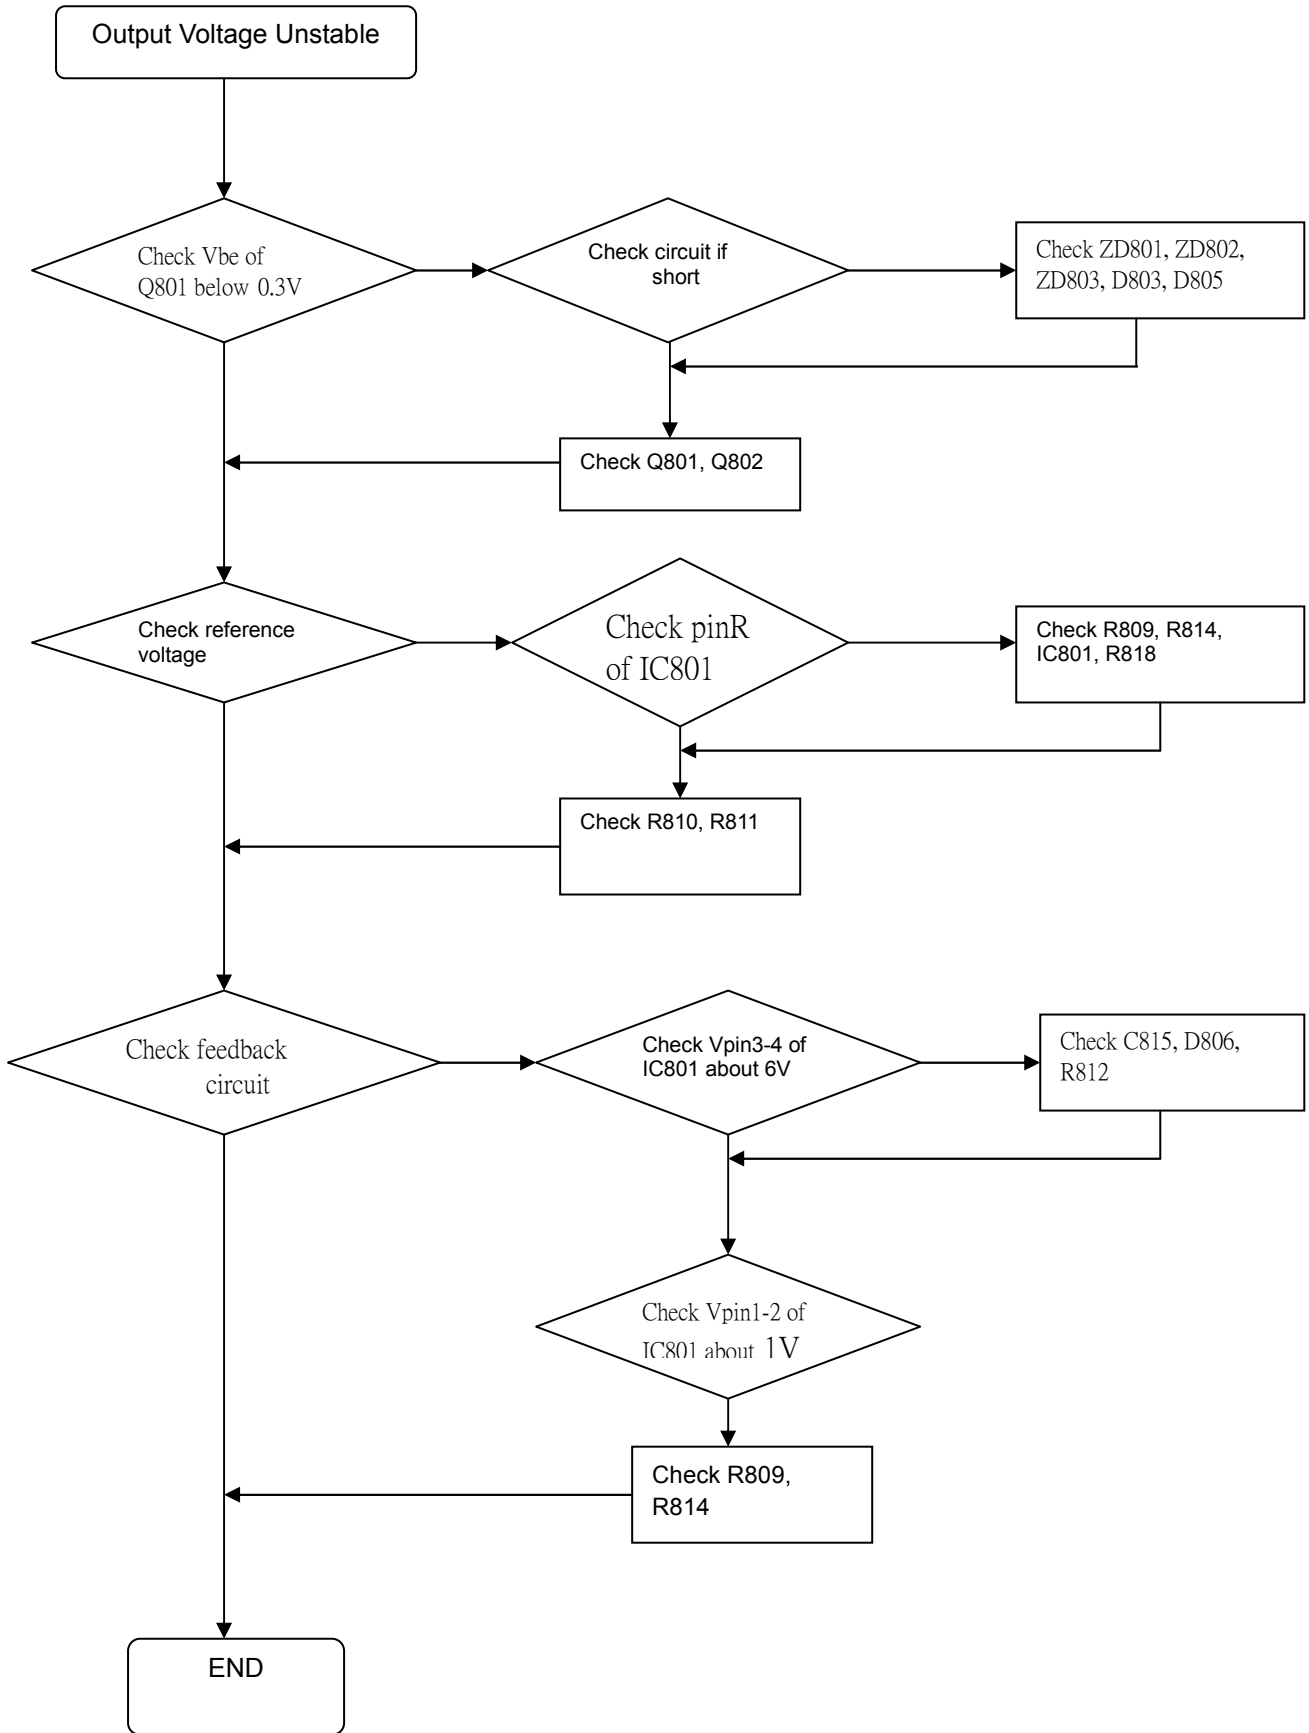 Output Voltage Unstable
Check Vbe of
Q801 below 0.3V
Check circuit if
short
Check ZD801, ZD802,
ZD803, D803, D805
Check Q801, Q802
Check reference
voltage
Check pinR
of IC801
Check R809, R814,
IC801, R818
Check R810, R811
Check feedback
circuit
Check Vpin3-4 of
IC801 about 6V
Check C815, D806,
R812
Check Vpin1-2 of
IC801 about 1V
Check R809,
R814
END